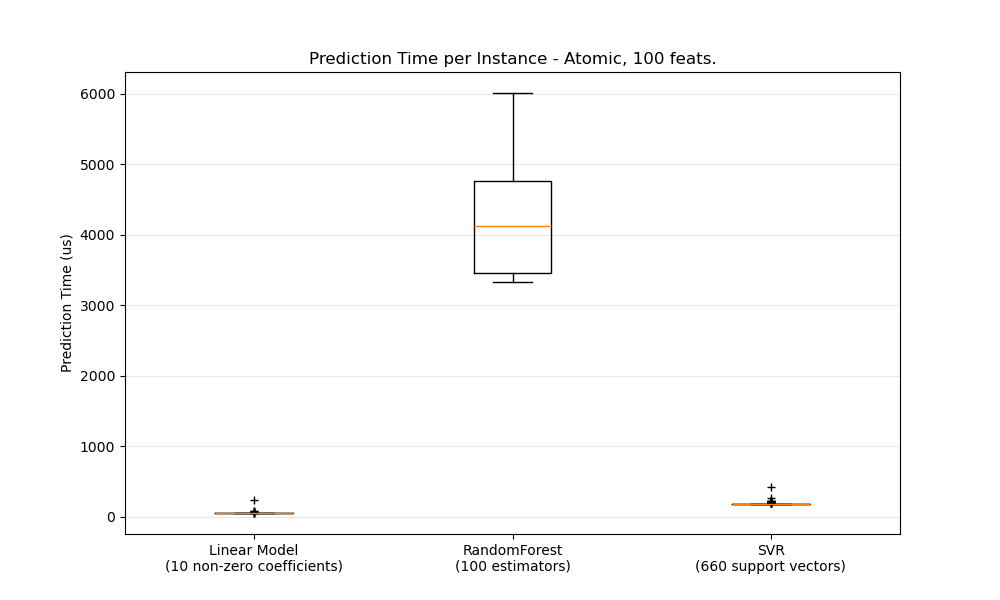 Prediction Time per Instance - Atomic, 100 feats.
Prediction Time (us)
6000
5000
4000
3000
2000
1000
0
Linear Model
(10 non-zero coefficients)
RandomForest
(100 estimators)
SVR
(660 support vectors)